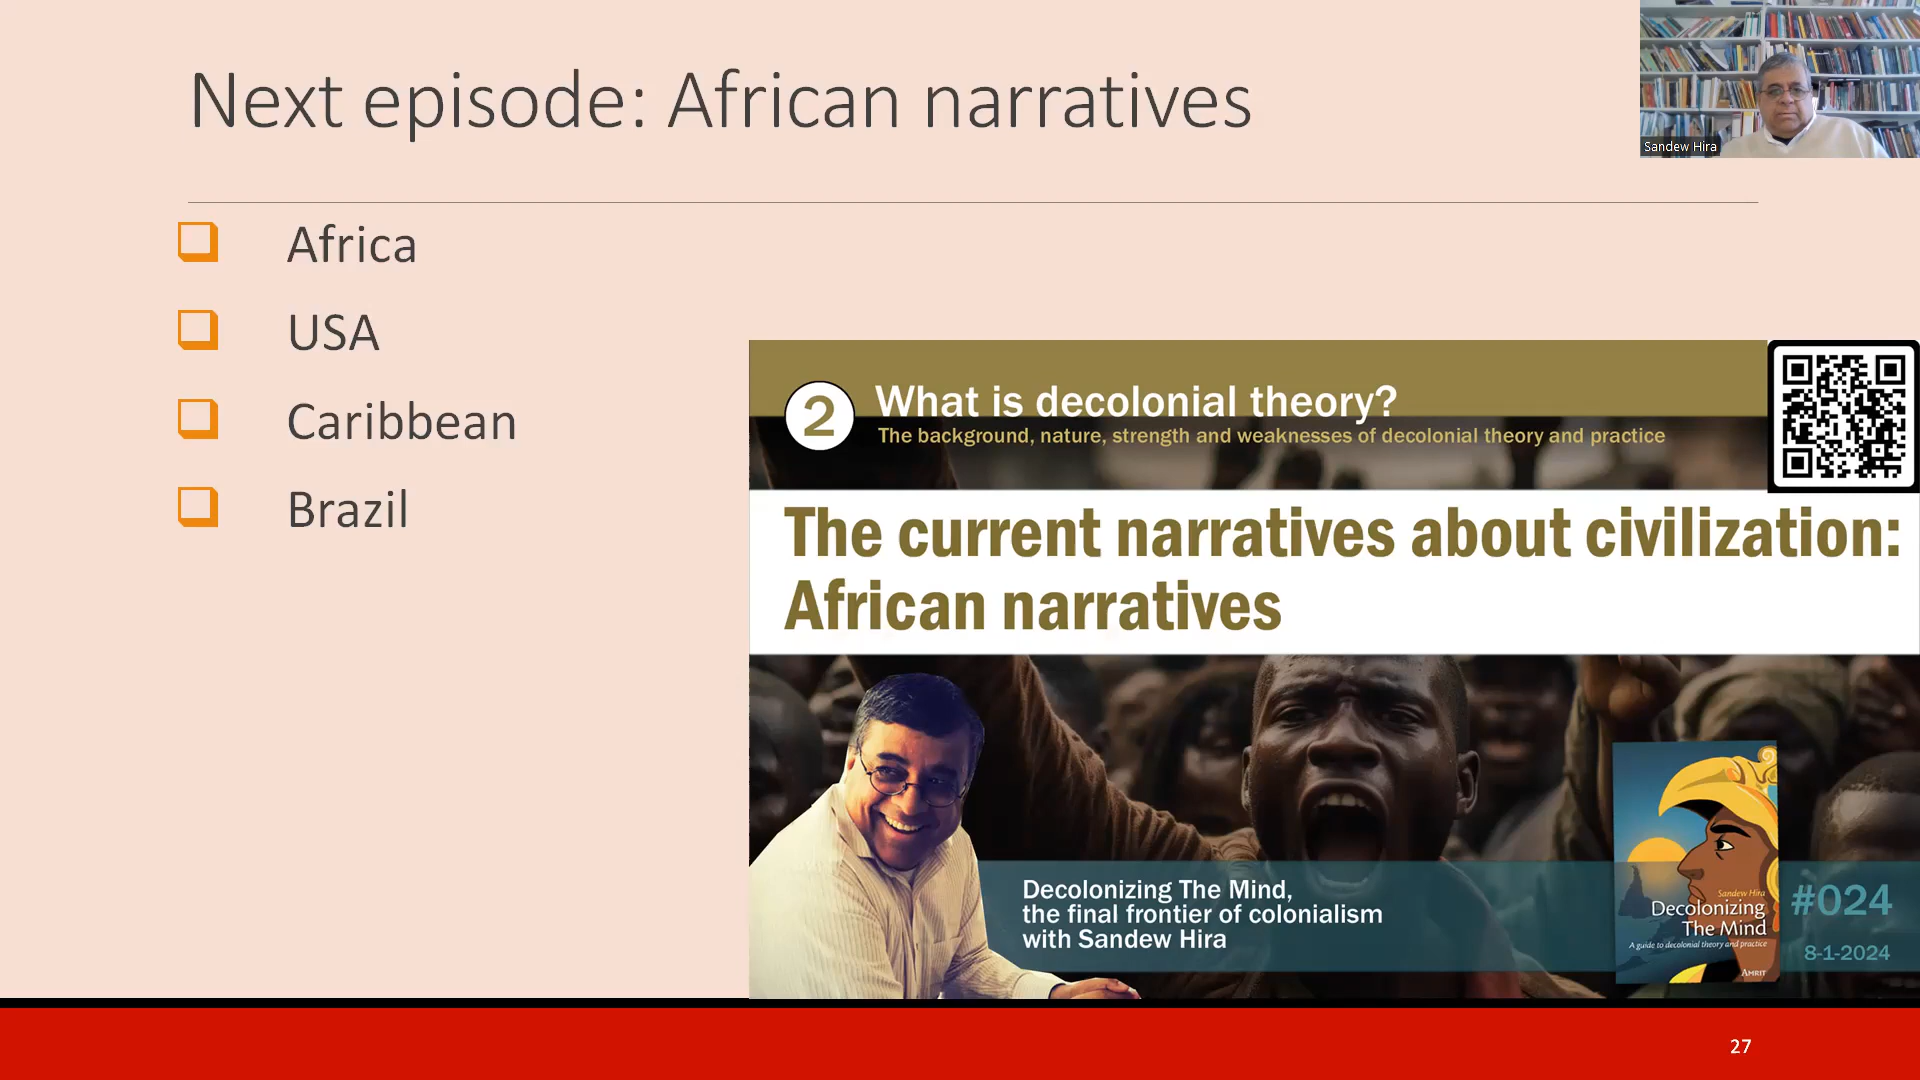 Next episode: African narratives
Sandew Hira
Africa
USA
Caribbean
Brazil
2
What is decolonial theory?
The background, nature, strength and weaknesses of decolonial theory and practice
The current narratives about civilization:
African narratives
Decolonizing The Mind,
the final frontier of colonialism
with Sandew Hira
Sandew Hira
Decolonizing
The Mind
A guide to decolonial theory and practice
AMRIT
#024
8-1-2024
27